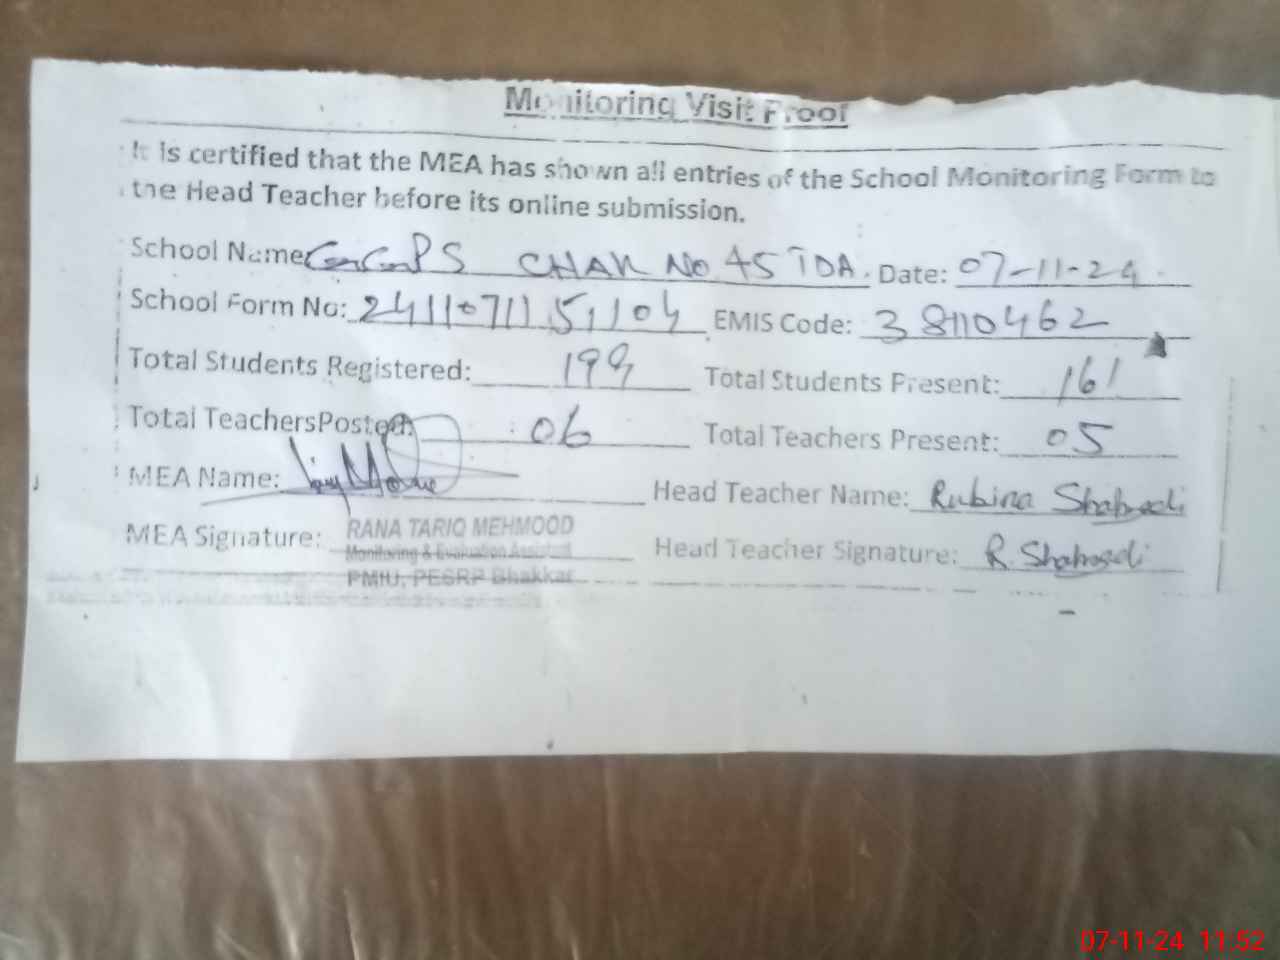 Monitoring Visit Proof
It is certified that the MEA has shown all entries of the School Monitoring Form to
the Head Teacher before its online submission.
School Name: GGPS CHAK No 45 TDA. Date: 07-11-24
School Form No: 2411071151104 EMIS Code: 38110462
Total Students Registered: 199 Total Students Present: 161
Total TeachersPosted: 06 Total Teachers Present: 05
MEA Name: Head Teacher Name: Rubina Shahzadi
MEA Signature: RANA TARIQ MEHMOOD Head Teacher Signature: R. Shahzadi
Monitoring & Evaluation Assistant
PMIU, PESRP Bhakkar
07-11-24 11:52